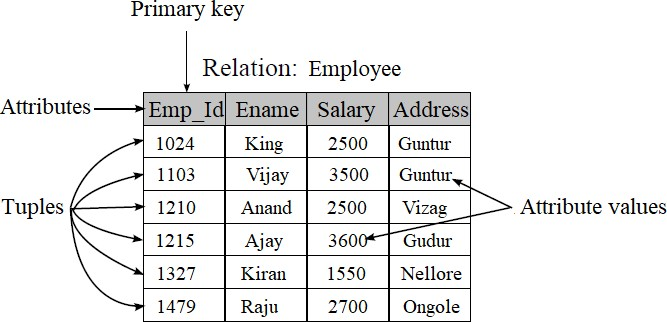 Primary key
Relation: Employee
Attributes
Emp_Id Ename Salary Address
1024 King 2500 Guntur
1103 Vijay 3500 Guntur
Tuples
1210 Anand 2500 Vizag
Attribute values
1215 Ajay 3600 Gudur
1327 Kiran 1550 Nellore
1479 Raju 2700 Ongole